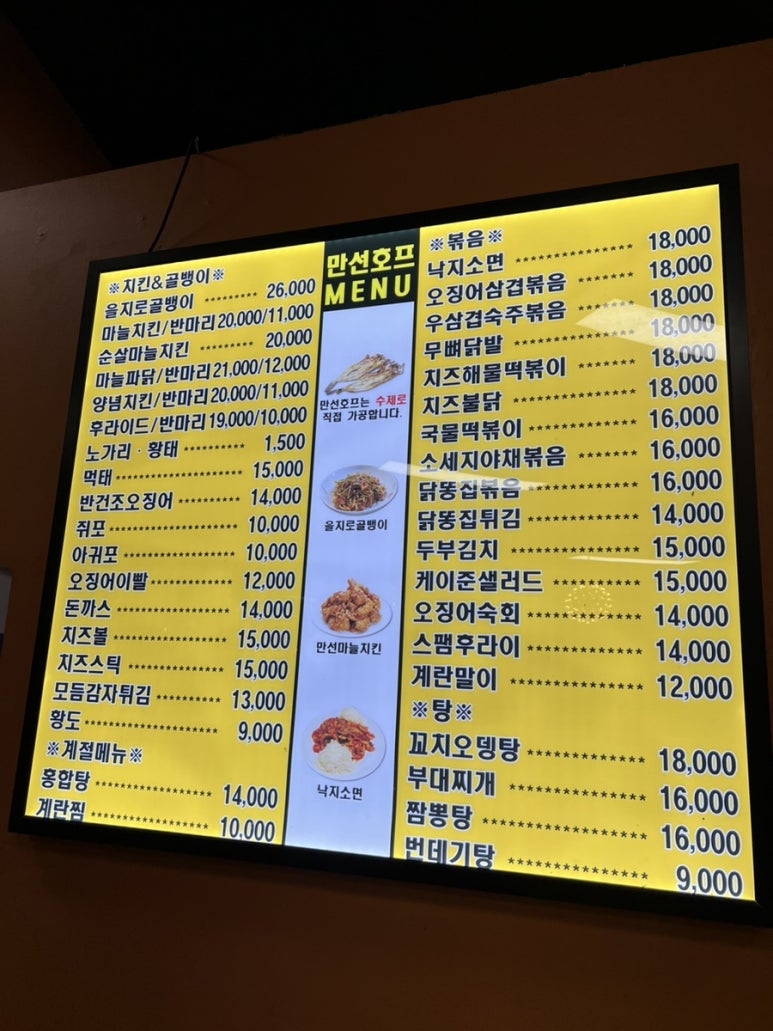 ※치킨&골뱅이※
을지로골뱅이 ********* 26,000
마늘치킨/반마리 20,000/11,000
순살마늘치킨 ********* 20,000
마늘파닭/반마리 21,000/12,000
양념치킨/반마리 20,000/11,000
후라이드/반마리 19,000/10,000
노가리 · 황태 ********** 1,500
먹태 ******************** 15,000
반건조오징어 ********** 14,000
쥐포 ******************** 10,000
아귀포 ***************** 10,000
오징어이빨 ************* 12,000
돈까스 ****************** 14,000
치즈볼 ****************** 15,000
치즈스틱 *************** 15,000
모듬감자튀김 ********** 13,000
황도 ********************* 9,000
※계절메뉴※
홍합탕 ****************** 14,000
계란찜 ****************** 10,000
만선호프
MENU
만선호프는 수제로
직접 가공합니다.
을지로골뱅이
만선마늘치킨
낙지소면
※볶음※
낙지소면 *************** 18,000
오징어삼겹볶음 ******* 18,000
우삼겹숙주볶음 ******* 18,000
무뼈닭발 *************** 18,000
치즈해물떡볶이 ******* 18,000
치즈불닭 *************** 18,000
국물떡볶이 ************ 16,000
소세지야채볶음 ******* 16,000
닭똥집볶음 ************ 16,000
닭똥집튀김 ************ 14,000
두부김치 *************** 15,000
케이준샐러드 ********* 15,000
오징어숙회 ************ 14,000
스팸후라이 ************ 14,000
계란말이 *************** 12,000
※탕※
꼬치오뎅탕 ************* 18,000
부대찌개 **************** 16,000
짬뽕탕 ******************* 16,000
번데기탕 **************** 9,000